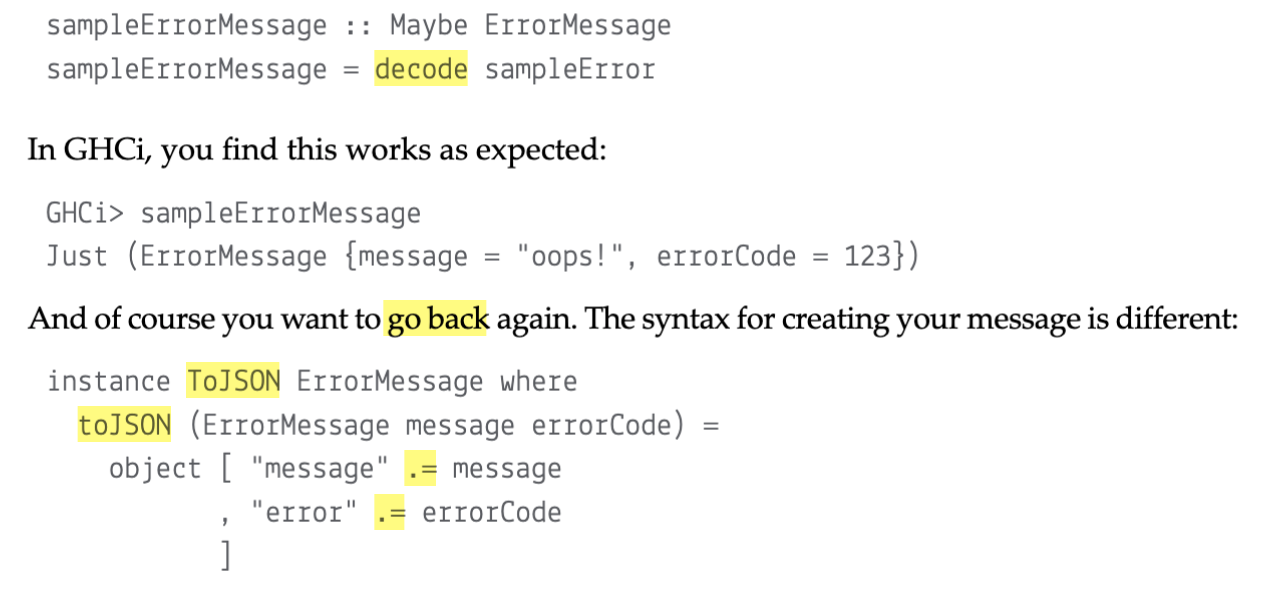 sampleErrorMessage :: Maybe ErrorMessage
sampleErrorMessage = decode sampleError
In GHCi, you find this works as expected:
GHCi> sampleErrorMessage
Just (ErrorMessage {message = "oops!", errorCode = 123})
And of course you want to go back again. The syntax for creating your message is different:
instance ToJSON ErrorMessage where
toJSON (ErrorMessage message errorCode) =
object [ "message" .= message
, "error" .= errorCode
]